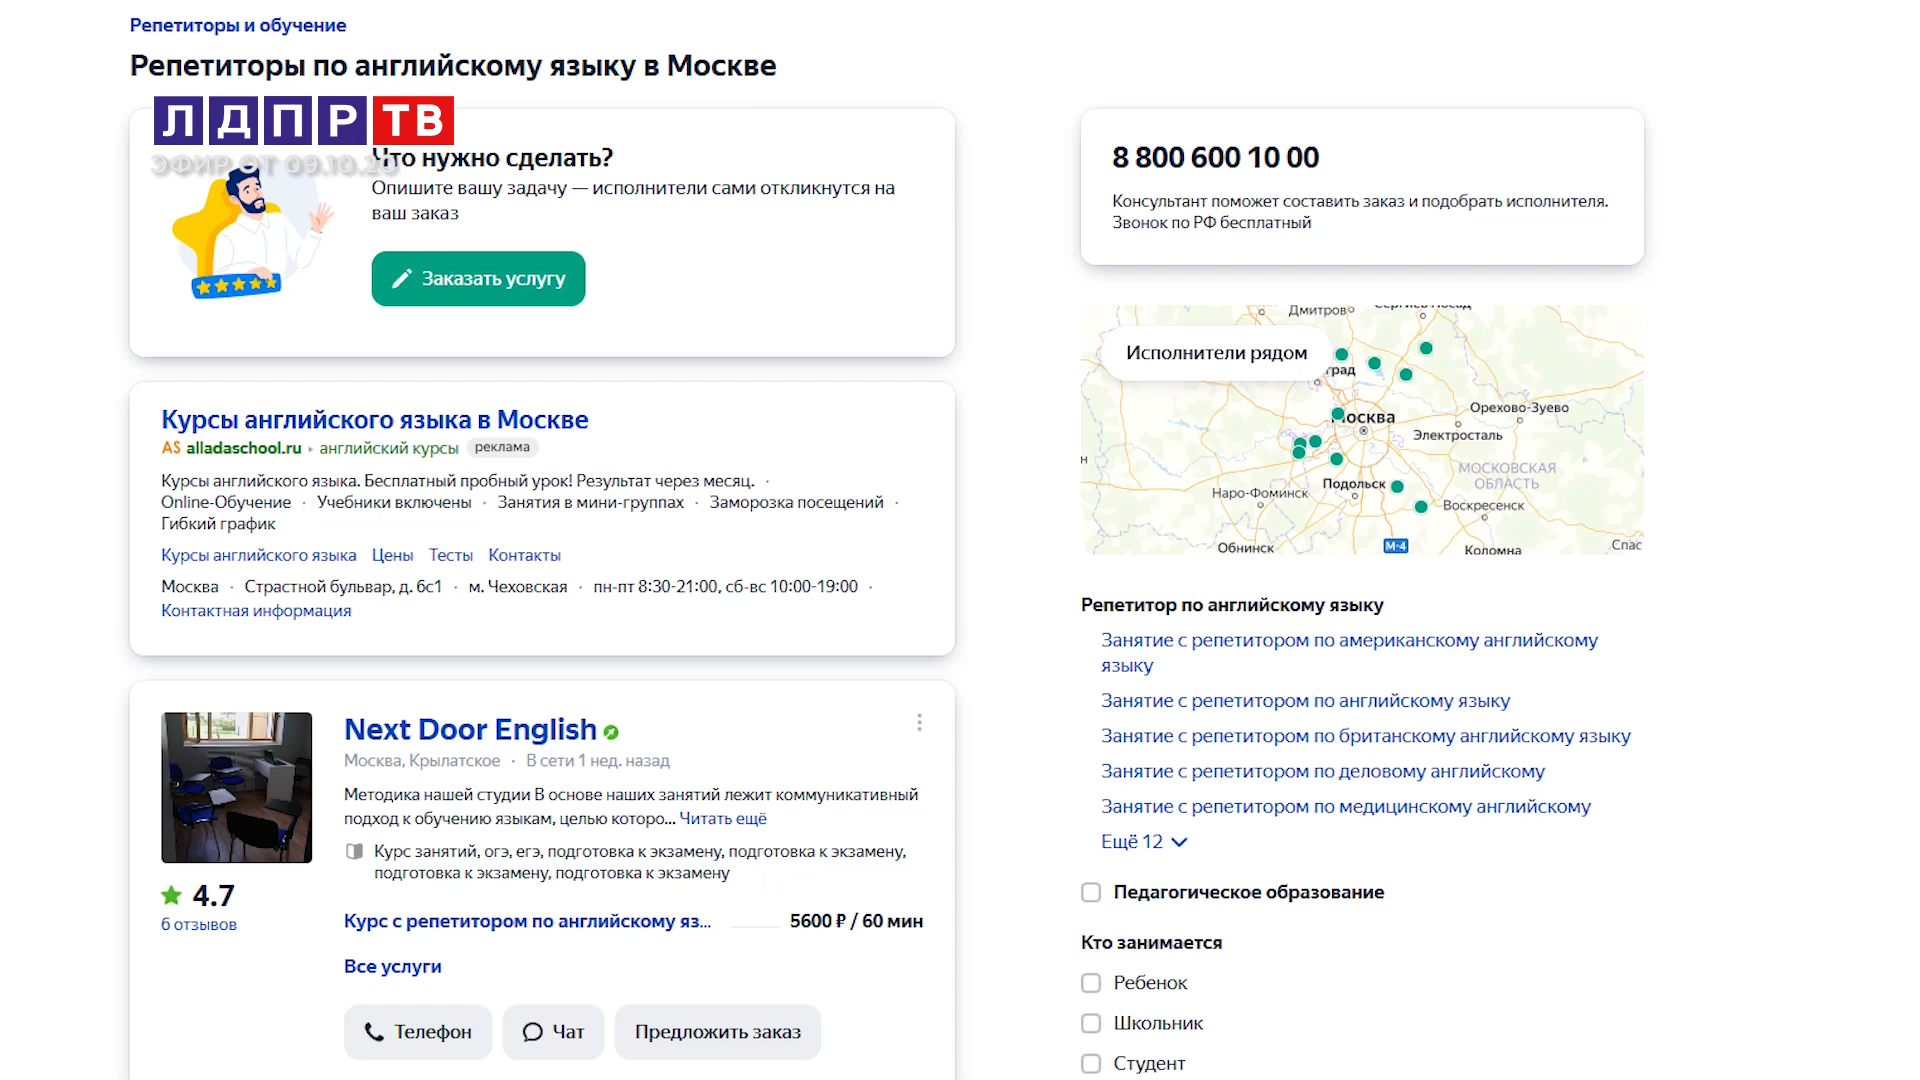 Репетиторы и обучение
Репетиторы по английскому языку в Москве
ЛДПР ТВ
ЭФИР ОТ 09.10.20
Что нужно сделать?
Опишите вашу задачу — исполнители сами откликнутся на
ваш заказ
Заказать услугу
Курсы английского языка в Москве
AS alladaschool.ru ▸ английский курсы реклама
Курсы английского языка. Бесплатный пробный урок! Результат через месяц. ·
Online-Обучение · Учебники включены · Занятия в мини-группах · Заморозка посещений ·
Гибкий график
Курсы английского языка Цены Тесты Контакты
Москва · Страстной бульвар, д. 6с1 · м. Чеховская · пн-пт 8:30-21:00, сб-вс 10:00-19:00 ·
Контактная информация
Next Door English
Москва, Крылатское · В сети 1 нед. назад
Методика нашей студии В основе наших занятий лежит коммуникативный
подход к обучению языкам, целью которо... Читать ещё
Курс занятий, огэ, егэ, подготовка к экзамену, подготовка к экзамену,
подготовка к экзамену, подготовка к экзамену
4.7
6 отзывов
Курс с репетитором по английскому яз... 5600 ₽ / 60 мин
Все услуги
Телефон
Чат
Предложить заказ
8 800 600 10 00
Консультант поможет составить заказ и подобрать исполнителя.
Звонок по РФ бесплатный
Дмитров
Сергиев Посад
Исполнители рядом
град
Москва
Орехово-Зуево
Электросталь
МОСКОВСКАЯ
ОБЛАСТЬ
н
Подольск
Наро-Фоминск
Воскресенск
Обнинск
М-4
Коломна
Спас
Репетитор по английскому языку
Занятие с репетитором по американскому английскому
языку
Занятие с репетитором по английскому языку
Занятие с репетитором по британскому английскому языку
Занятие с репетитором по деловому английскому
Занятие с репетитором по медицинскому английскому
Ещё 12
Педагогическое образование
Кто занимается
Ребенок
Школьник
Студент